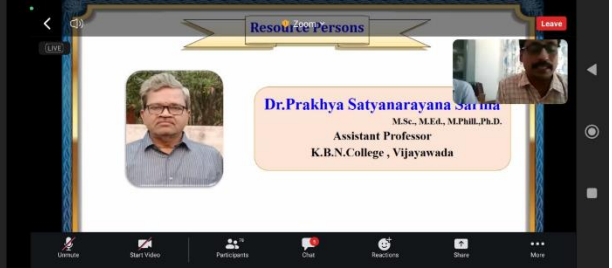 Resource Persons
Zoom
Leave
LIVE
Dr.Prakhya Satyanarayana Sarma
M.Sc., M.Ed., M.Phill.,Ph.D.
Assistant Professor
K.B.N.College , Vijayawada
Unmute
Start Video
Participants
Chat
Reactions
Share
More